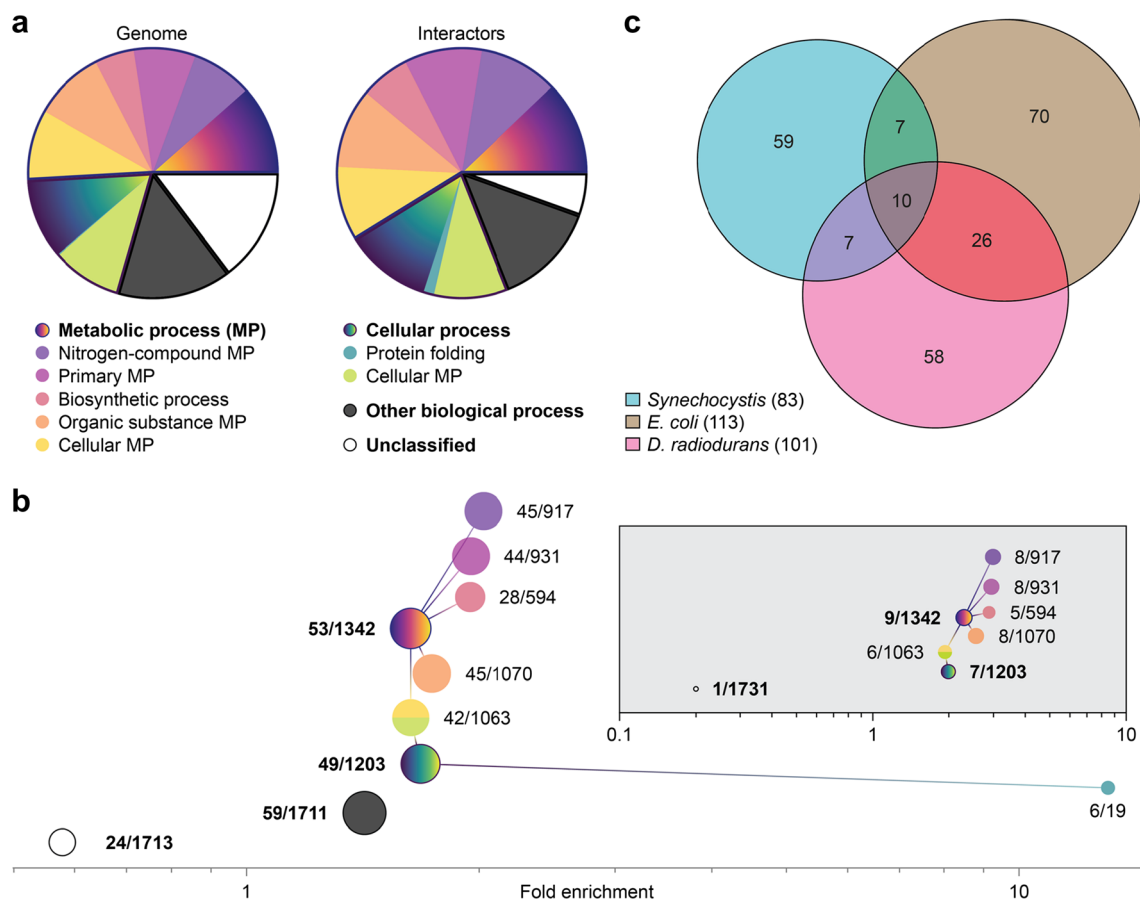 a
Genome
Interactors
Metabolic process (MP)
Nitrogen-compound MP
Primary MP
Biosynthetic process
Organic substance MP
Cellular MP
Cellular process
Protein folding
Cellular MP
Other biological process
Unclassified
c
59
7
70
10
7
26
58
Synechocystis (83)
E. coli (113)
D. radiodurans (101)
b
45/917
44/931
28/594
53/1342
45/1070
42/1063
49/1203
6/19
59/1711
24/1713
1
Fold enrichment
10
8/917
8/931
9/1342
5/594
8/1070
6/1063
7/1203
1/1731
0.1
1
10